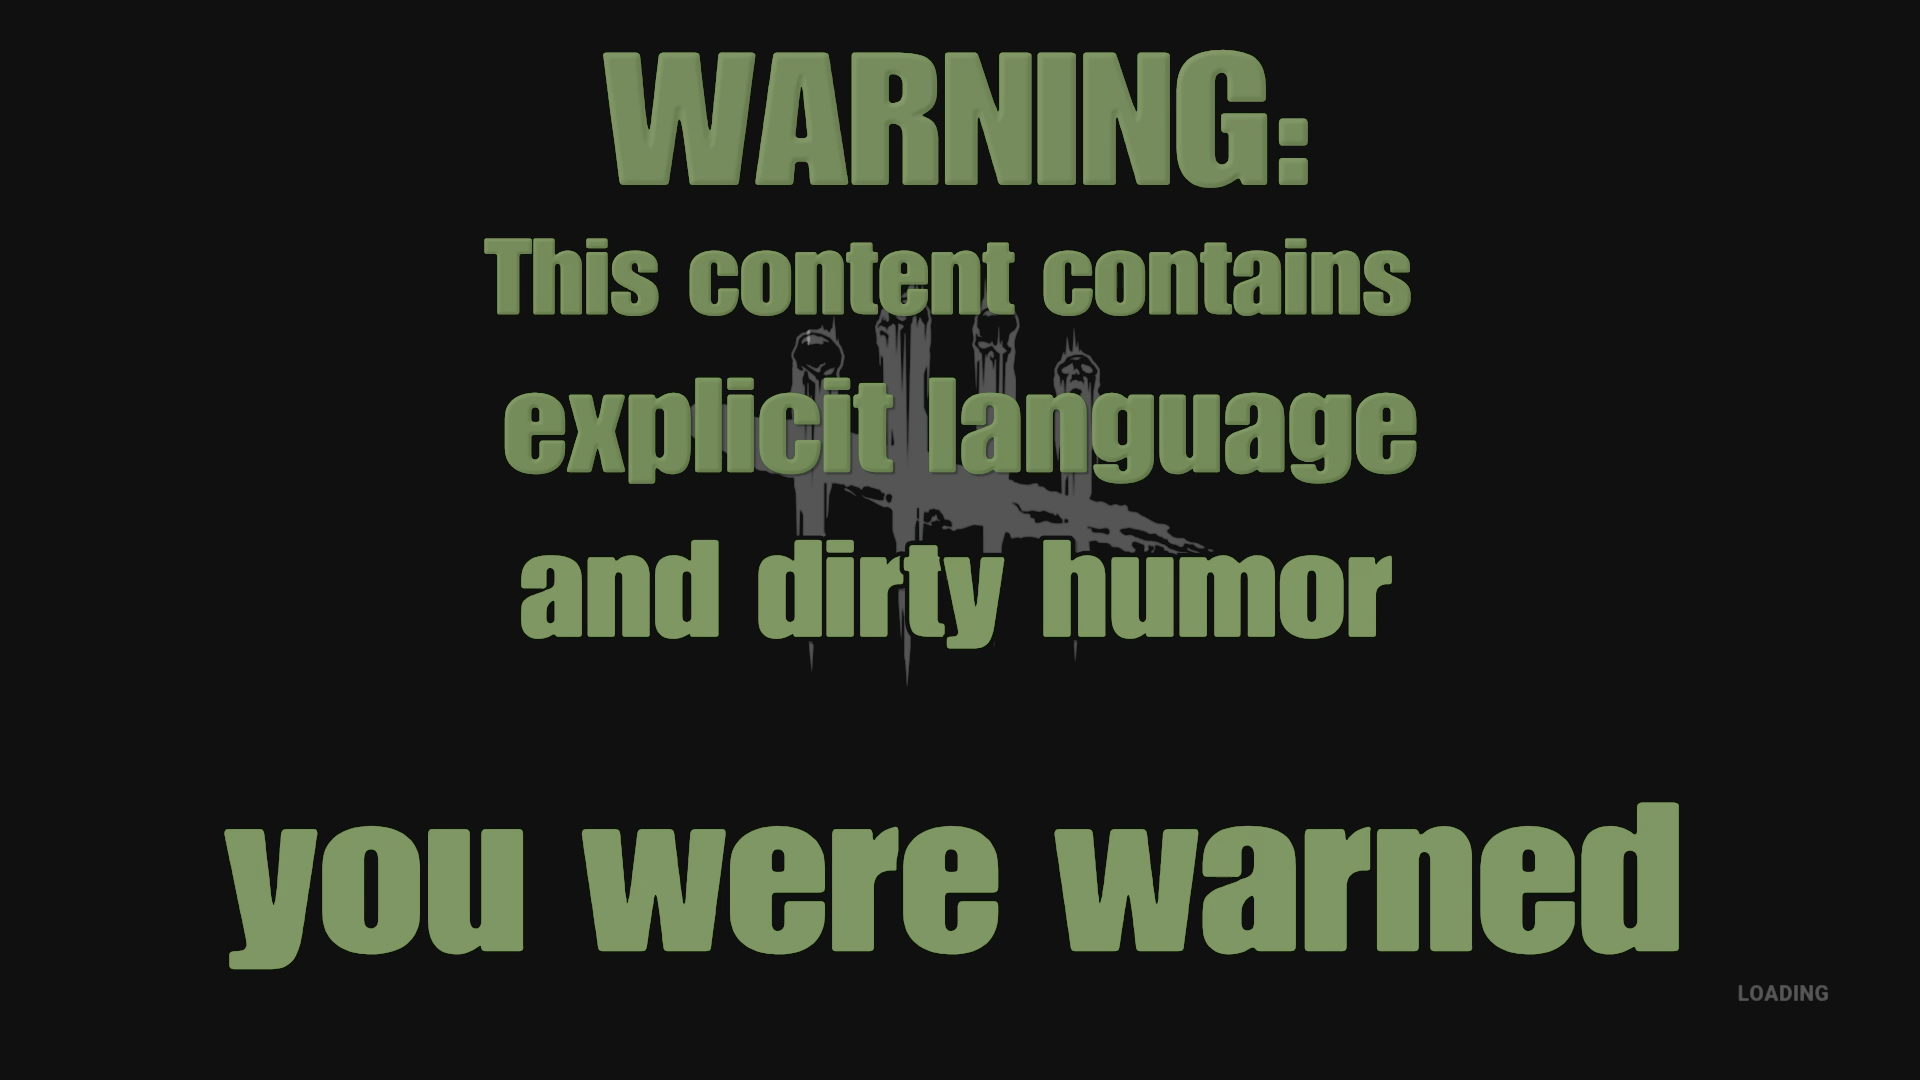 WARNING:
This content contains
explicit language
and dirty humor
you were warned
LOADING